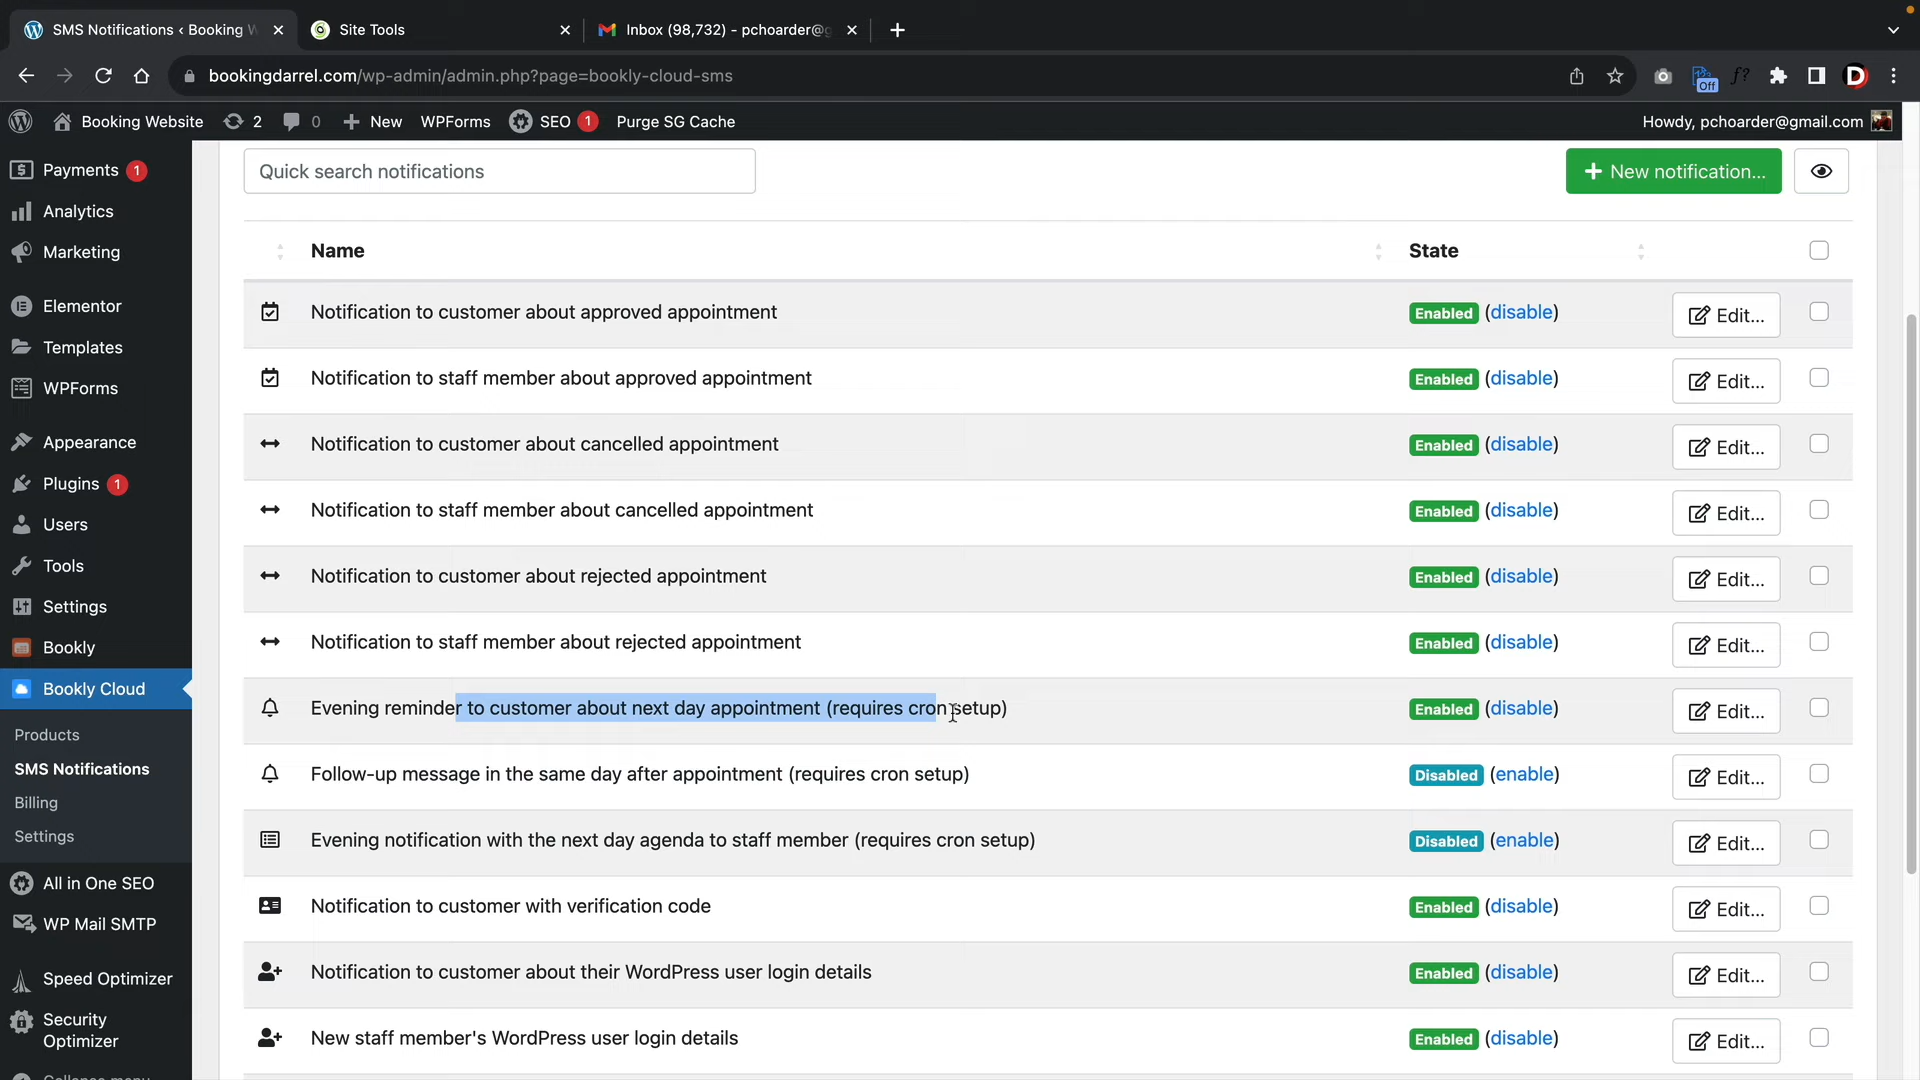 SMS Notifications ‹ Booking W
Site Tools
Inbox (98,732) - pchoarder@g
bookingdarrel.com/wp-admin/admin.php?page=bookly-cloud-sms
f?
Off
D
Booking Website
2
0
New
WPForms
SEO 1
Purge SG Cache
Howdy, pchoarder@gmail.com
Payments 1
Analytics
Marketing
Elementor
Templates
WPForms
Appearance
Plugins 1
Users
Tools
Settings
Bookly
Bookly Cloud
Products
SMS Notifications
Billing
Settings
All in One SEO
WP Mail SMTP
Speed Optimizer
Security
Optimizer
Collapse menu
Quick search notifications
New notification...
Name State
Notification to customer about approved appointment Enabled (disable) Edit...
Notification to staff member about approved appointment Enabled (disable) Edit...
Notification to customer about cancelled appointment Enabled (disable) Edit...
Notification to staff member about cancelled appointment Enabled (disable) Edit...
Notification to customer about rejected appointment Enabled (disable) Edit...
Notification to staff member about rejected appointment Enabled (disable) Edit...
Evening reminder to customer about next day appointment (requires cron setup) Enabled (disable) Edit...
Follow-up message in the same day after appointment (requires cron setup) Disabled (enable) Edit...
Evening notification with the next day agenda to staff member (requires cron setup) Disabled (enable) Edit...
Notification to customer with verification code Enabled (disable) Edit...
Notification to customer about their WordPress user login details Enabled (disable) Edit...
New staff member's WordPress user login details Enabled (disable) Edit...